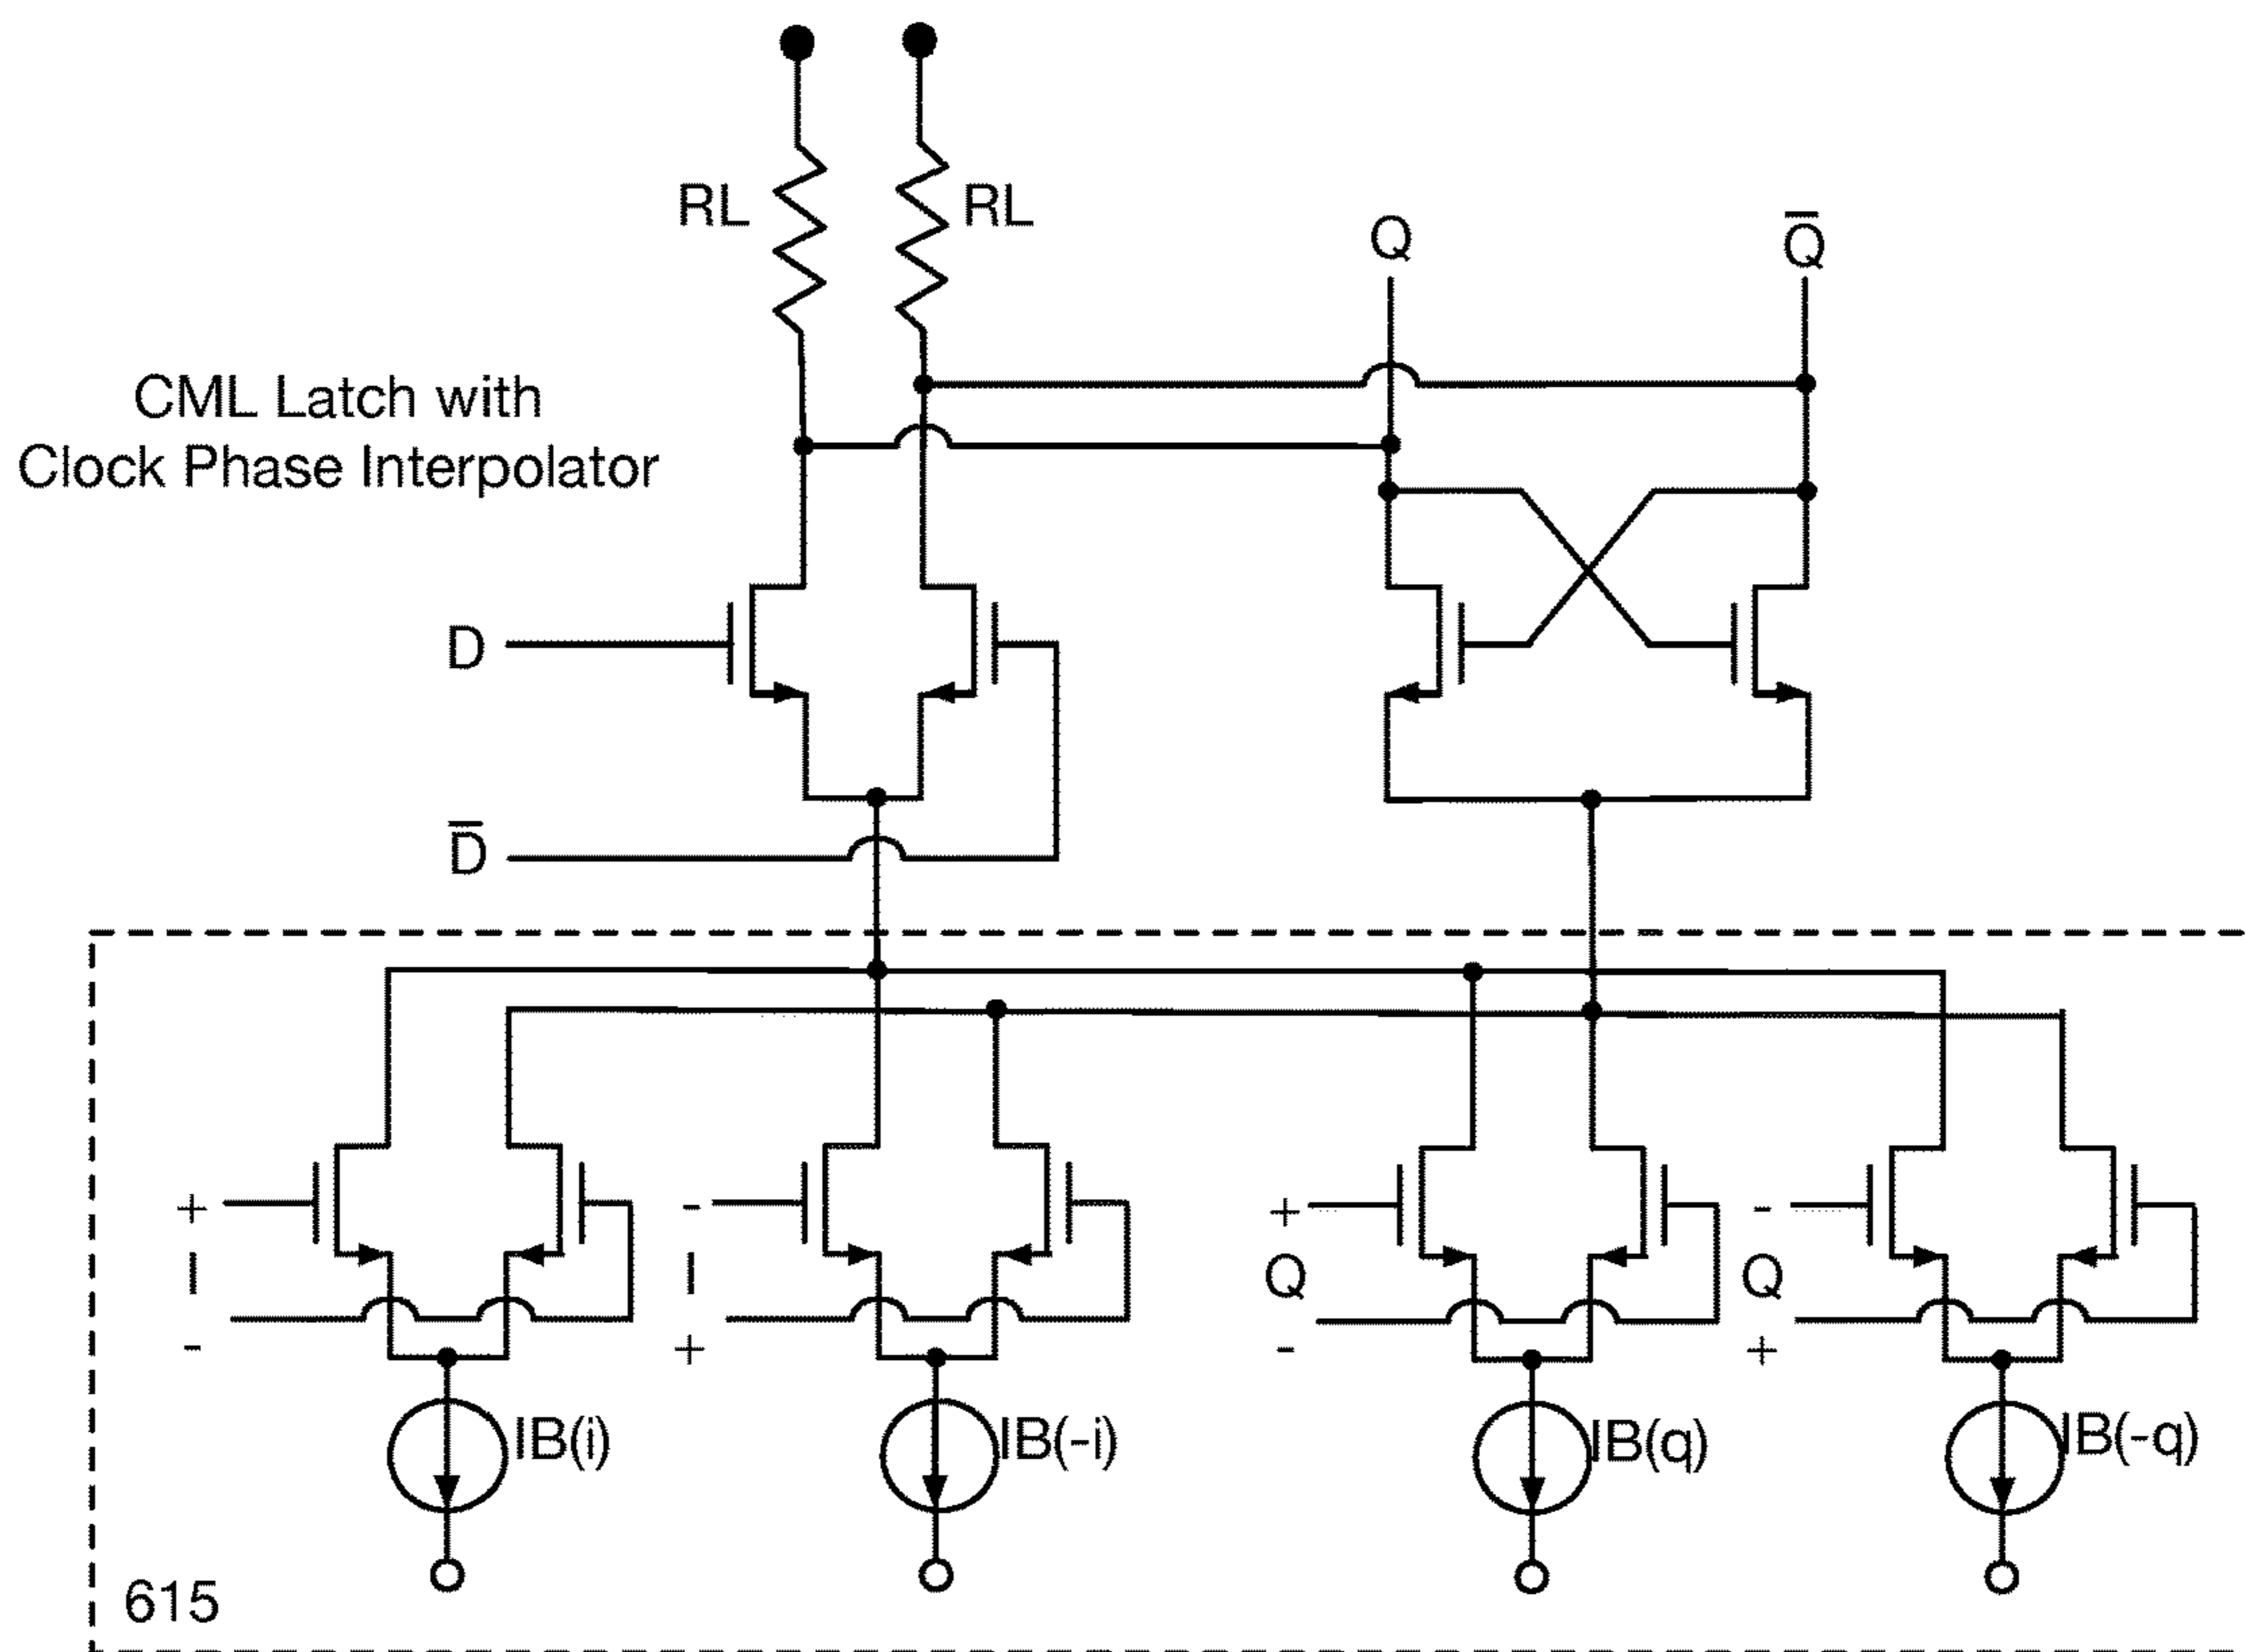 RL RL
Q Q̅
CML Latch with
Clock Phase Interpolator
D
D̅
+ - + -
I I Q Q
- + - +
IB(i) IB(-i) IB(q) IB(-q)
615